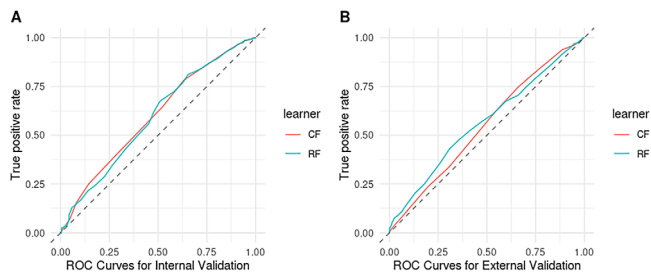 A
True positive rate
1.00
0.75
0.50
0.25
0.00
0.00 0.25 0.50 0.75 1.00
ROC Curves for Internal Validation
learner
CF
RF
B
True positive rate
1.00
0.75
0.50
0.25
0.00
0.00 0.25 0.50 0.75 1.00
ROC Curves for External Validation
learner
CF
RF